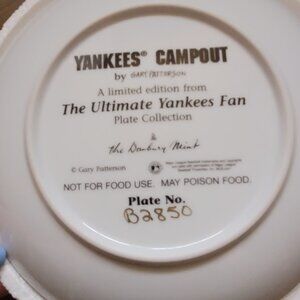 YANKEES® CAMPOUT
by GARY PATTERSON
A limited edition from
The Ultimate Yankees Fan
Plate Collection
&
the Danbury Mint
© Gary Patterson
NOT FOR FOOD USE. MAY POISON FOOD.
Plate No.
B2850